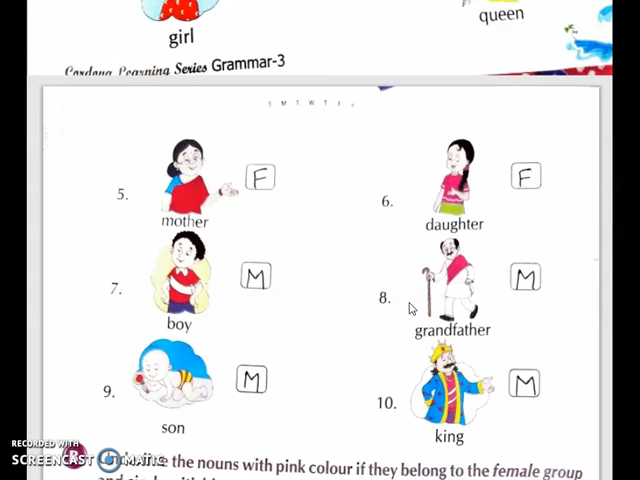 girl
queen
Cordova Learning Series Grammar-3
S M T W T F
5. mother F
6. daughter F
7. boy M
8. grandfather M
9. son M
10. king M
RECORDED WITH
SCREENCAST MATIC
B the nouns with pink colour if they belong to the female group